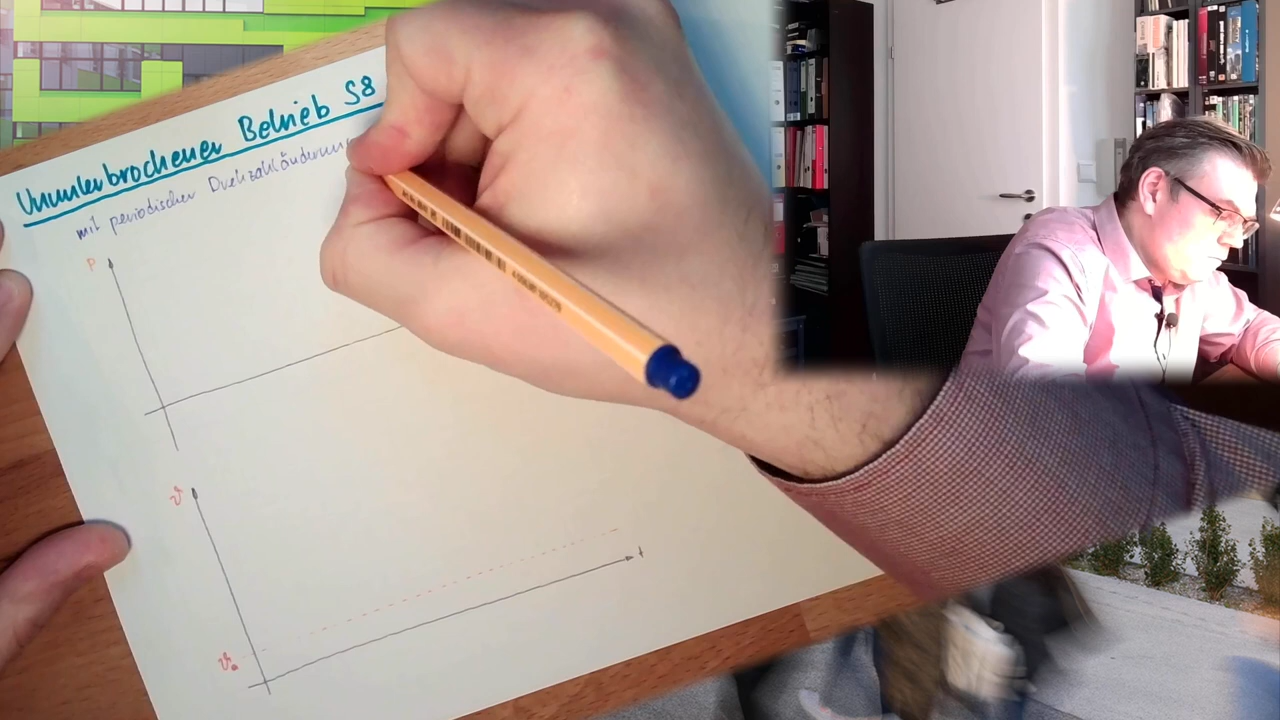 Ununterbrochener Betrieb S8
mit periodischer Drehzahländerung
P
ϑ
t
ϑ₀